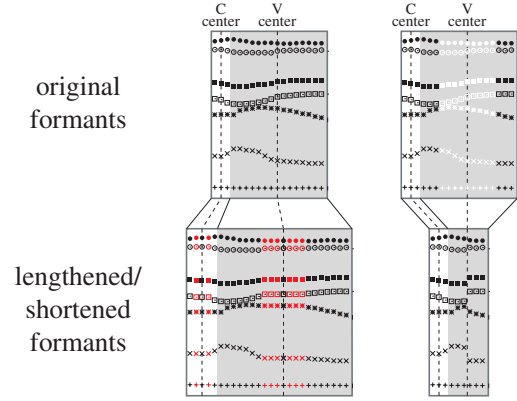 C V
center center
C V
center center
original
formants
lengthened/
shortened
formants